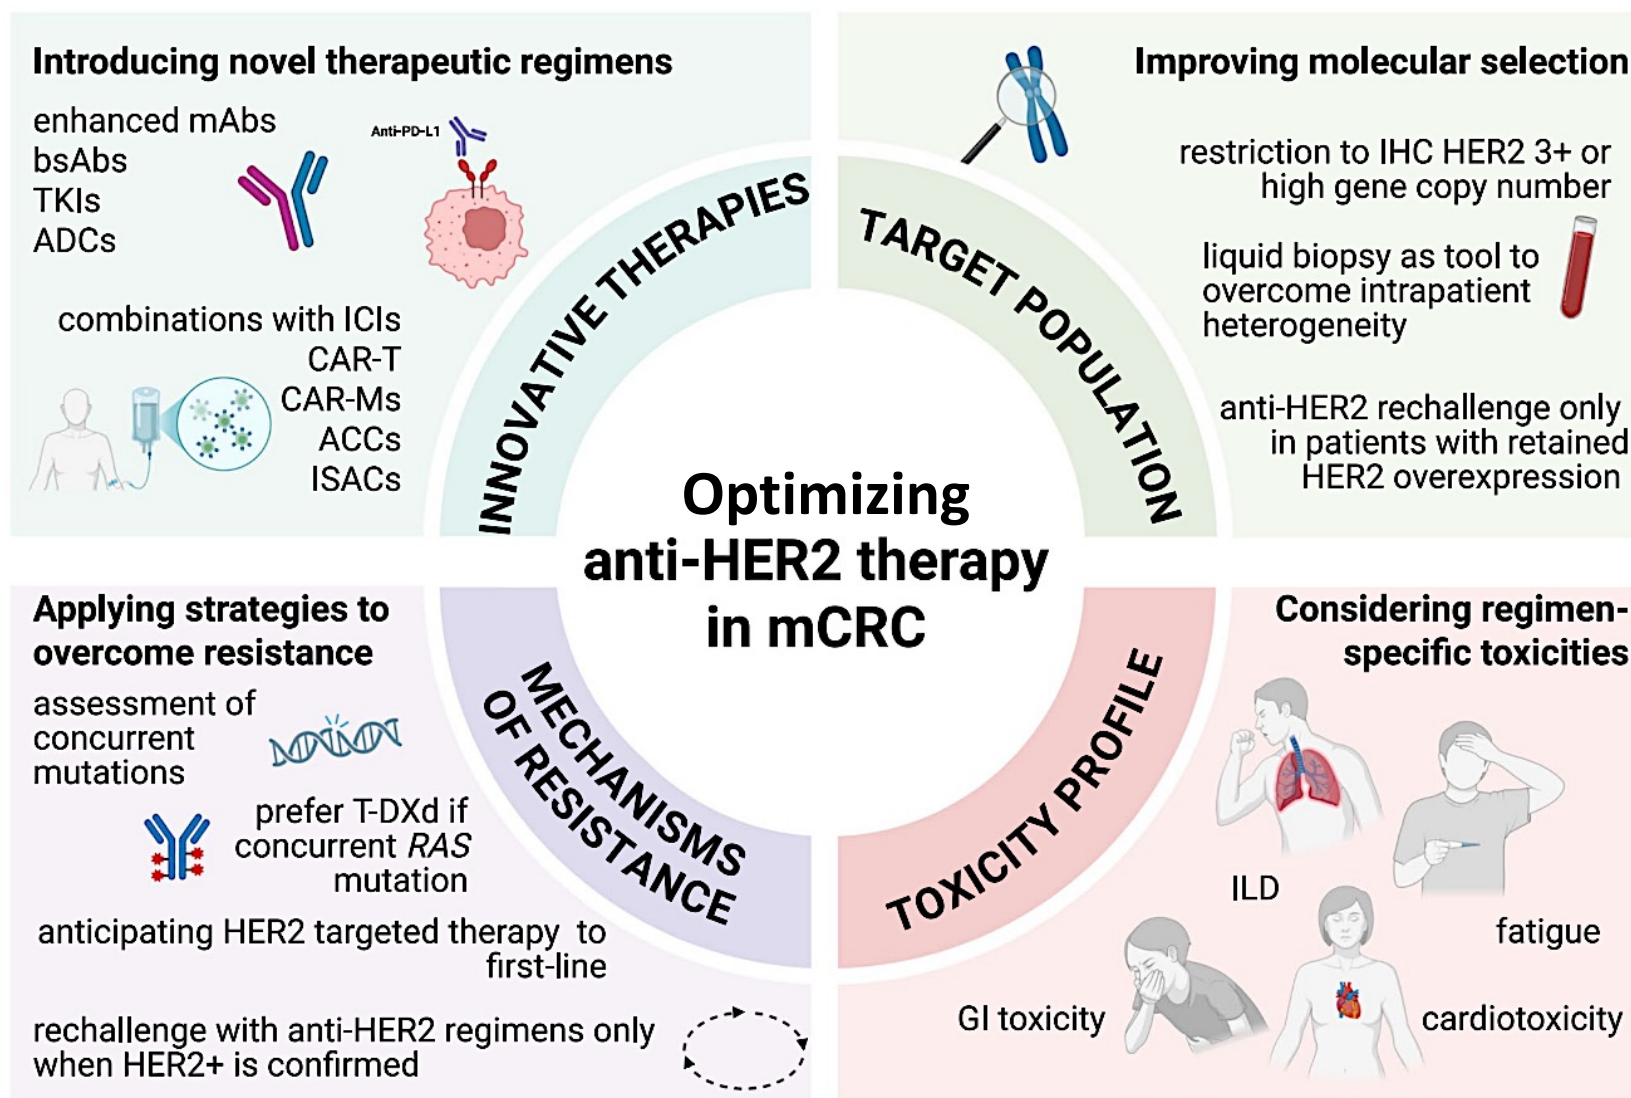 Introducing novel therapeutic regimens
enhanced mAbs
bsAbs
TKIs
ADCs
Anti-PD-L1
combinations with ICIs
CAR-T
CAR-Ms
ACCs
ISACs
INNOVATIVE THERAPIES
Improving molecular selection
restriction to IHC HER2 3+ or
high gene copy number
liquid biopsy as tool to
overcome intrapatient
heterogeneity
anti-HER2 rechallenge only
in patients with retained
HER2 overexpression
TARGET POPULATION
Optimizing
anti-HER2 therapy
in mCRC
Applying strategies to
overcome resistance
assessment of
concurrent
mutations
prefer T-DXd if
concurrent RAS
mutation
anticipating HER2 targeted therapy to
first-line
rechallenge with anti-HER2 regimens only
when HER2+ is confirmed
MECHANISMS
OF RESISTANCE
Considering regimen-
specific toxicities
ILD
fatigue
GI toxicity
cardiotoxicity
TOXICITY PROFILE